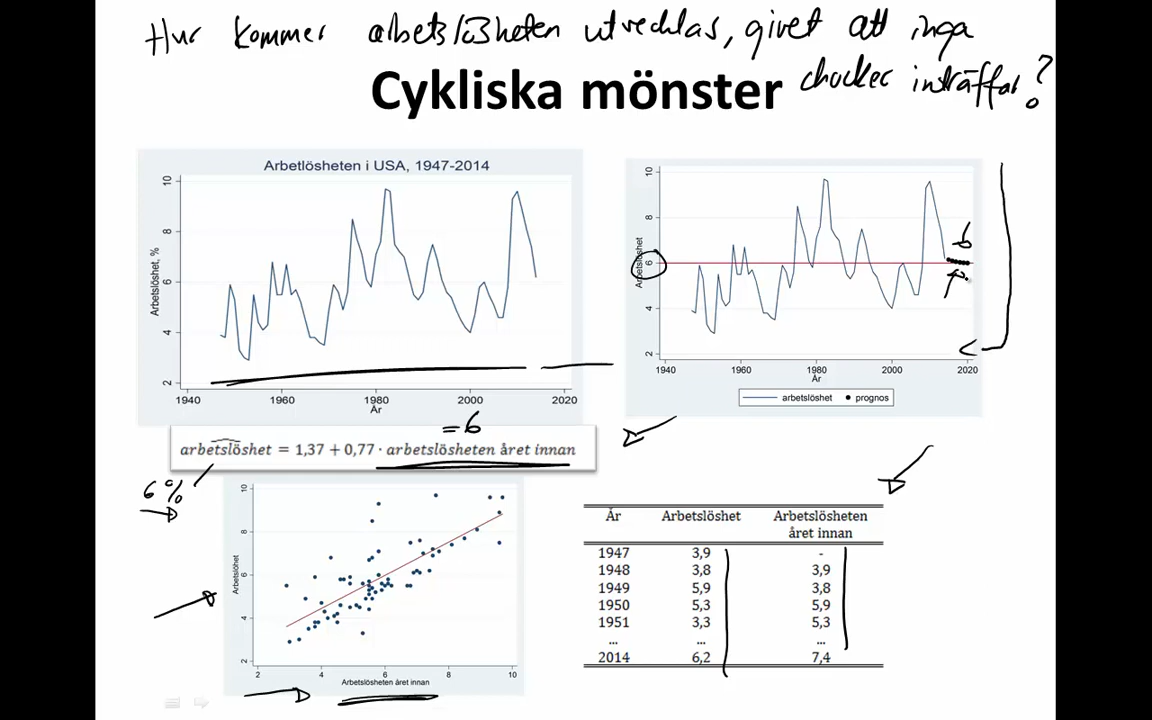 Hur kommer arbetslösheten utvecklas, givet att inga
chocker inträffar?
Cykliska mönster
Arbetlösheten i USA, 1947-2014
Arbetslöshet, %
10
8
6
4
2
1940
1960
1980
2000
2020
År
Arbetslöshet
10
8
6
4
2
6
1940
1960
1980
2000
2020
År
arbetslöshet
prognos
= 6
arbetslöshet = 1,37 + 0,77 · arbetslösheten året innan
6 %
Arbetslöhet
10
8
6
4
2
2
4
6
8
10
Arbetslösheten året innan
År Arbetslöshet Arbetslösheten
året innan
1947 3,9 -
1948 3,8 3,9
1949 5,9 3,8
1950 5,3 5,9
1951 3,3 5,3
... ... ...
2014 6,2 7,4